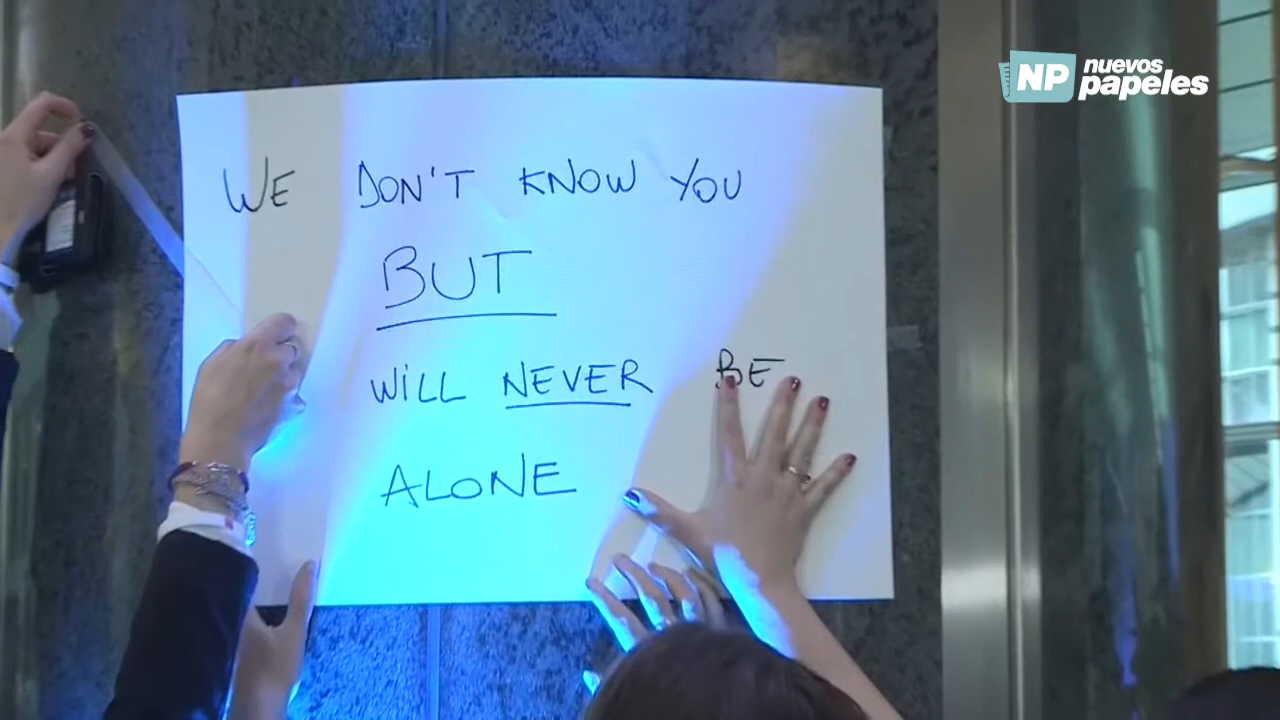 NP nuevos
papeles
WE DON'T KNOW YOU
BUT
WiLL NEVER BE
ALONE